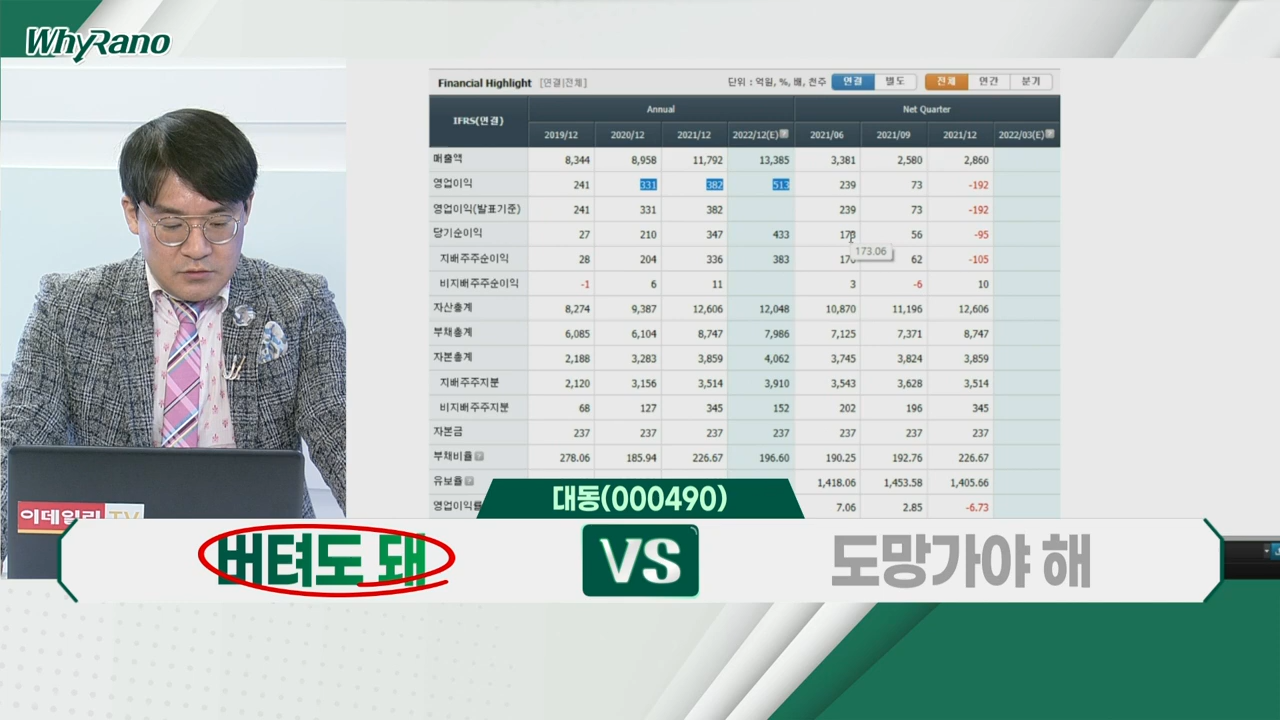 WhyRano
Financial Highlight [연결|전체] 단위 : 억원, %, 배, 천주 연결 별도 전체 연간 분기
IFRS(연결) Annual Net Quarter
2019/12 2020/12 2021/12 2022/12(E) 2021/06 2021/09 2021/12 2022/03(E)
매출액 8,344 8,958 11,792 13,385 3,381 2,580 2,860
영업이익 241 331 382 513 239 73 -192
영업이익(발표기준) 241 331 382 239 73 -192
당기순이익 27 210 347 433 173 56 -95
173.06
지배주주순이익 28 204 336 383 170 62 -105
비지배주주순이익 -1 6 11 3 -6 10
자산총계 8,274 9,387 12,606 12,048 10,870 11,196 12,606
부채총계 6,085 6,104 8,747 7,986 7,125 7,371 8,747
자본총계 2,188 3,283 3,859 4,062 3,745 3,824 3,859
지배주주지분 2,120 3,156 3,514 3,910 3,543 3,628 3,514
비지배주주지분 68 127 345 152 202 196 345
자본금 237 237 237 237 237 237 237
부채비율 278.06 185.94 226.67 196.60 190.25 192.76 226.67
유보율 1,418.06 1,453.58 1,405.66
영업이익률 7.06 2.85 -6.73
이데일리 TV
대동(000490)
버텨도 돼 VS 도망가야 해